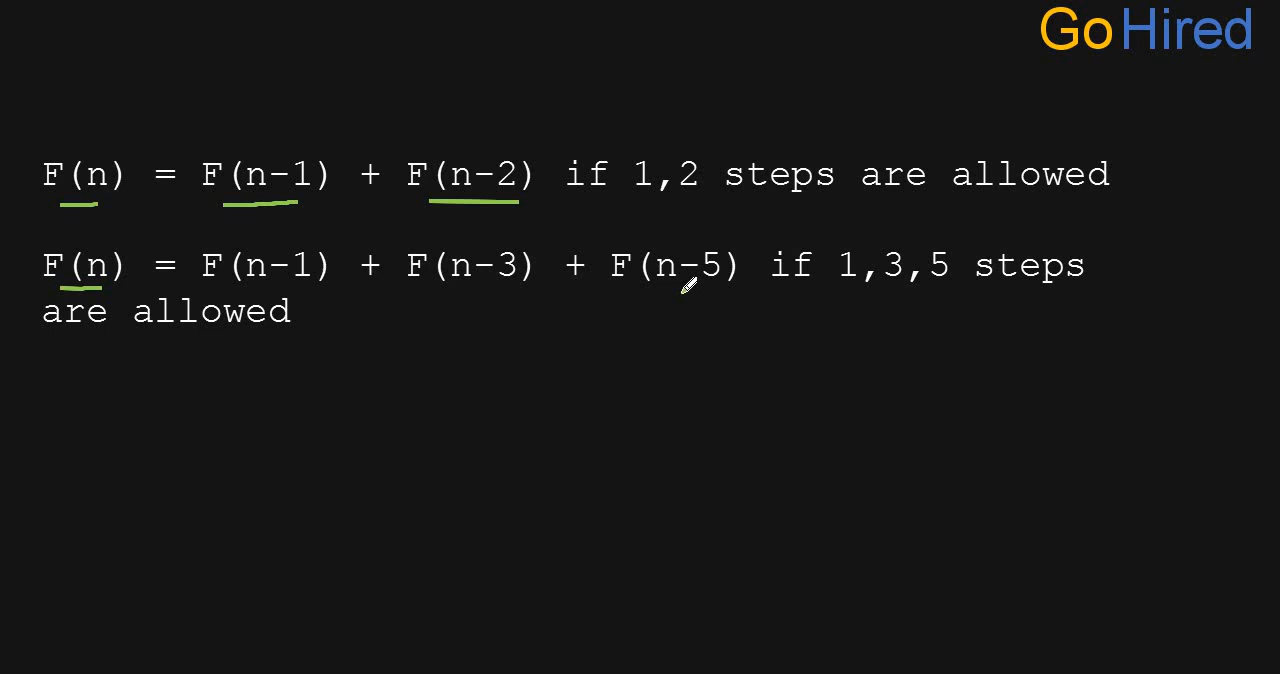 GoHired
F(n) = F(n-1) + F(n-2) if 1,2 steps are allowed
F(n) = F(n-1) + F(n-3) + F(n-5) if 1,3,5 steps
are allowed